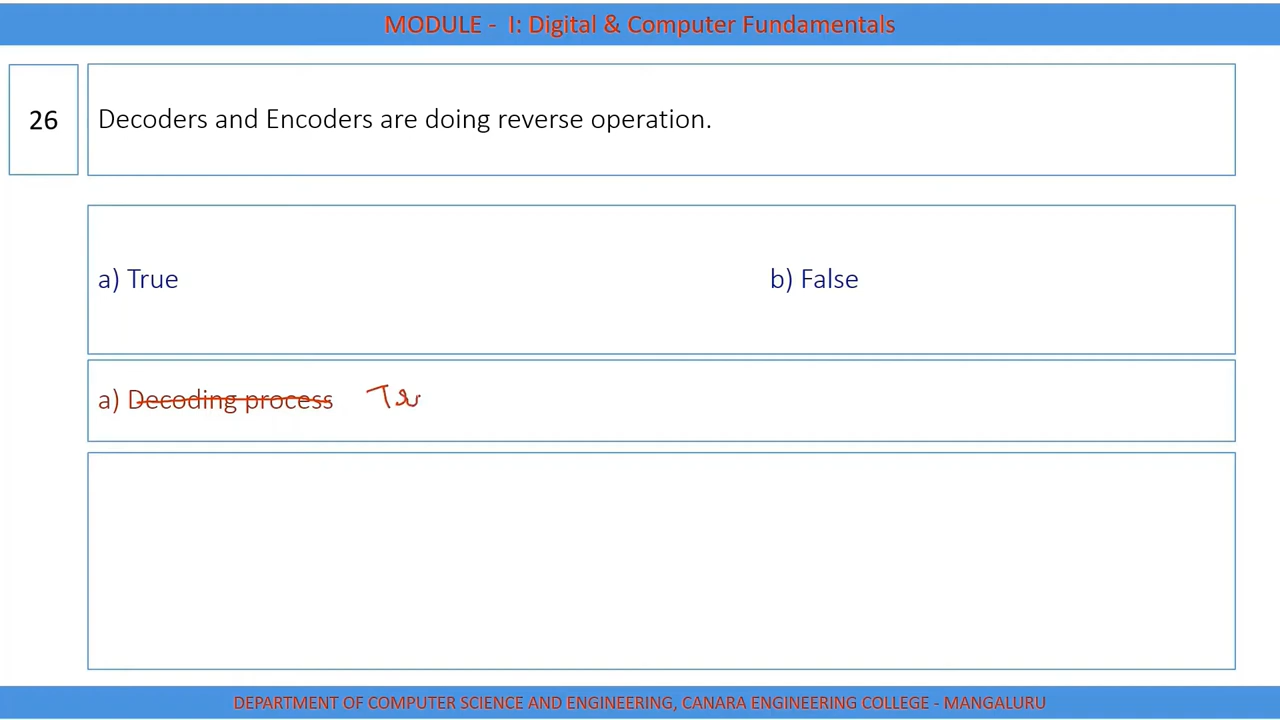 MODULE - I: Digital & Computer Fundamentals
26
Decoders and Encoders are doing reverse operation.
a) True
b) False
a) Decoding process Tr
DEPARTMENT OF COMPUTER SCIENCE AND ENGINEERING, CANARA ENGINEERING COLLEGE - MANGALURU